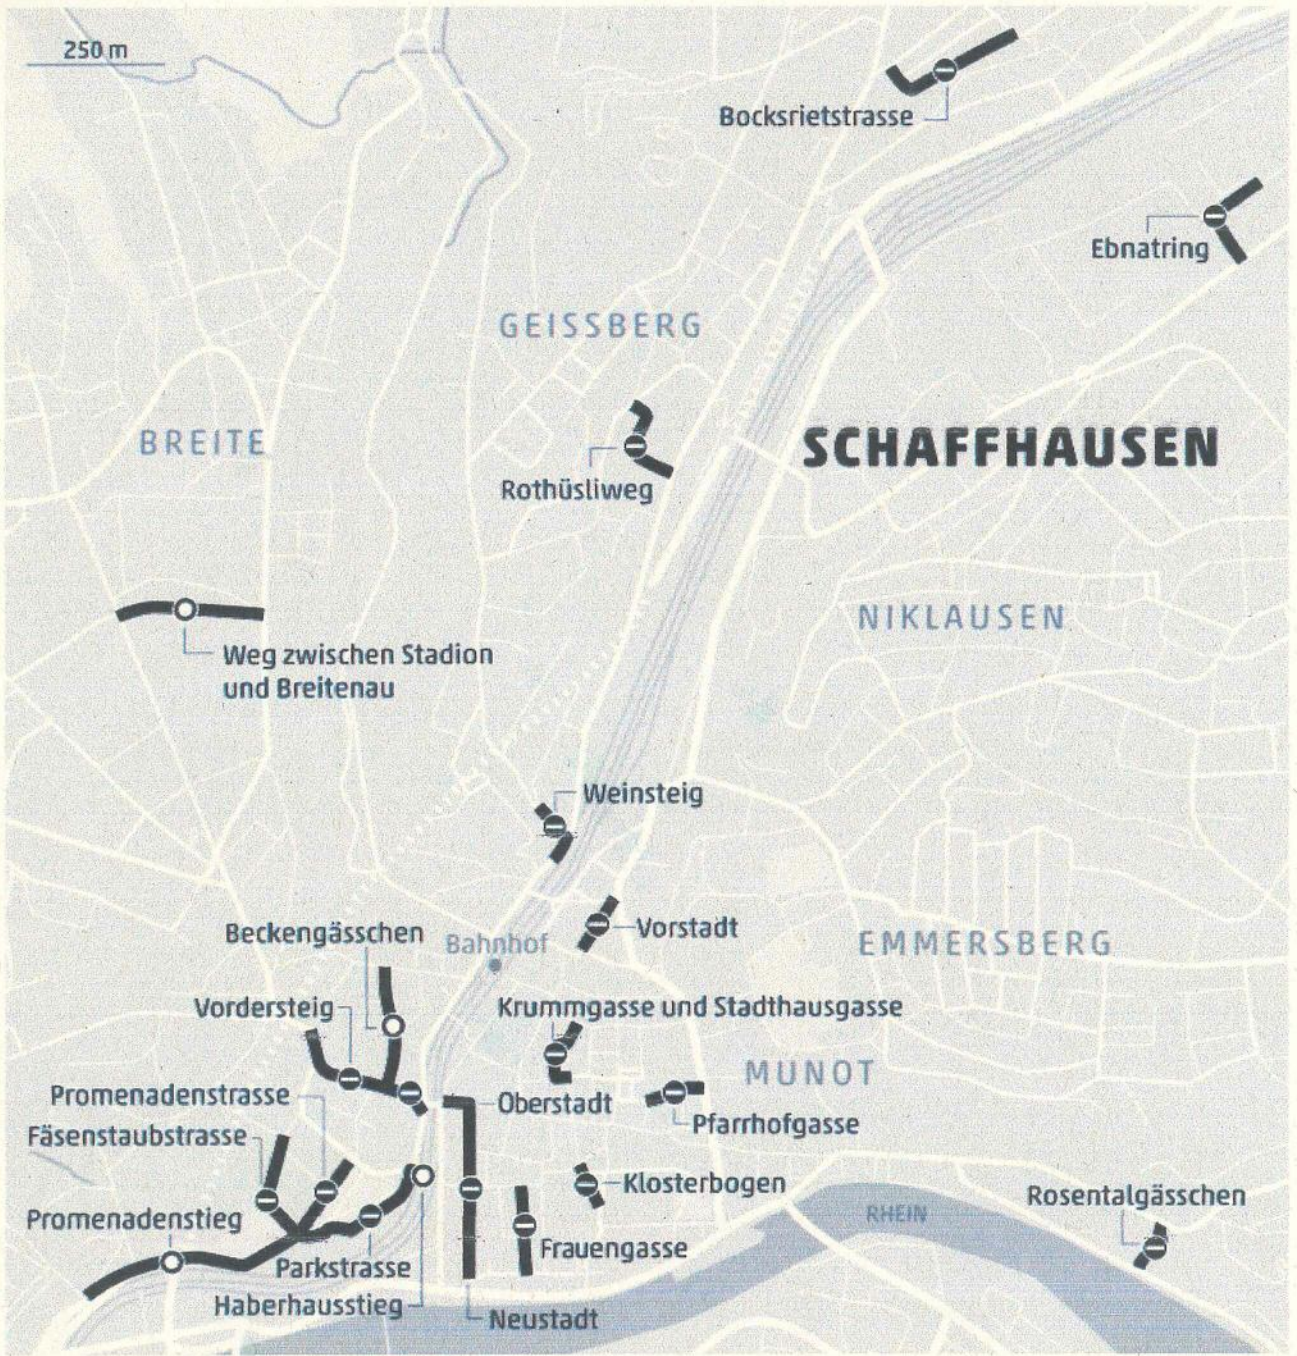 250 m
Bocksrietstrasse
Ebnatring
GEISSBERG
BREITE
SCHAFFHAUSEN
Rothüsliweg
NIKLAUSEN
Weg zwischen Stadion
und Breitenau
Weinsteig
Vorstadt
Beckengässchen
Bahnhof
EMMERSBERG
Vordersteig
Krummgasse und Stadthausgasse
MUNOT
Promenadenstrasse
Oberstadt
Pfarrhofgasse
Fäsenstaubstrasse
Klosterbogen
Rosentalgässchen
Promenadenstieg
RHEIN
Frauengasse
Parkstrasse
Haberhausstieg
Neustadt